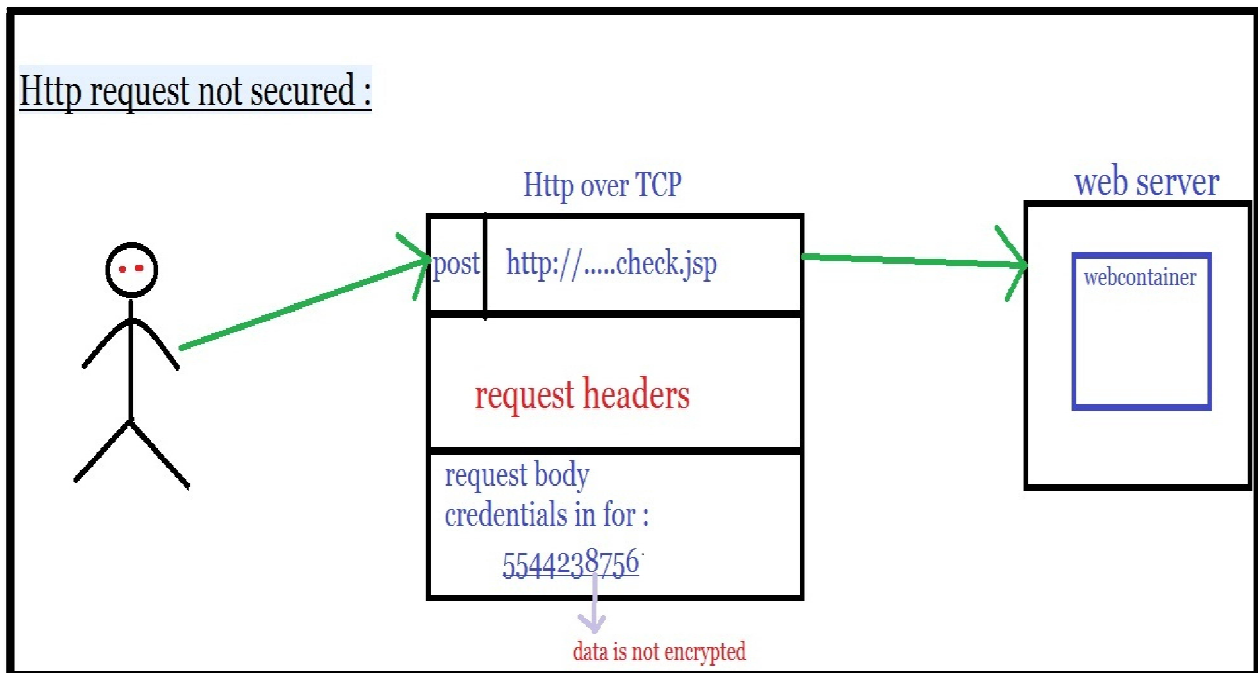 Http request not secured :
Http over TCP
web server
post
http://.....check.jsp
webcontainer
request headers
request body
credentials in for :
5544238756
data is not encrypted